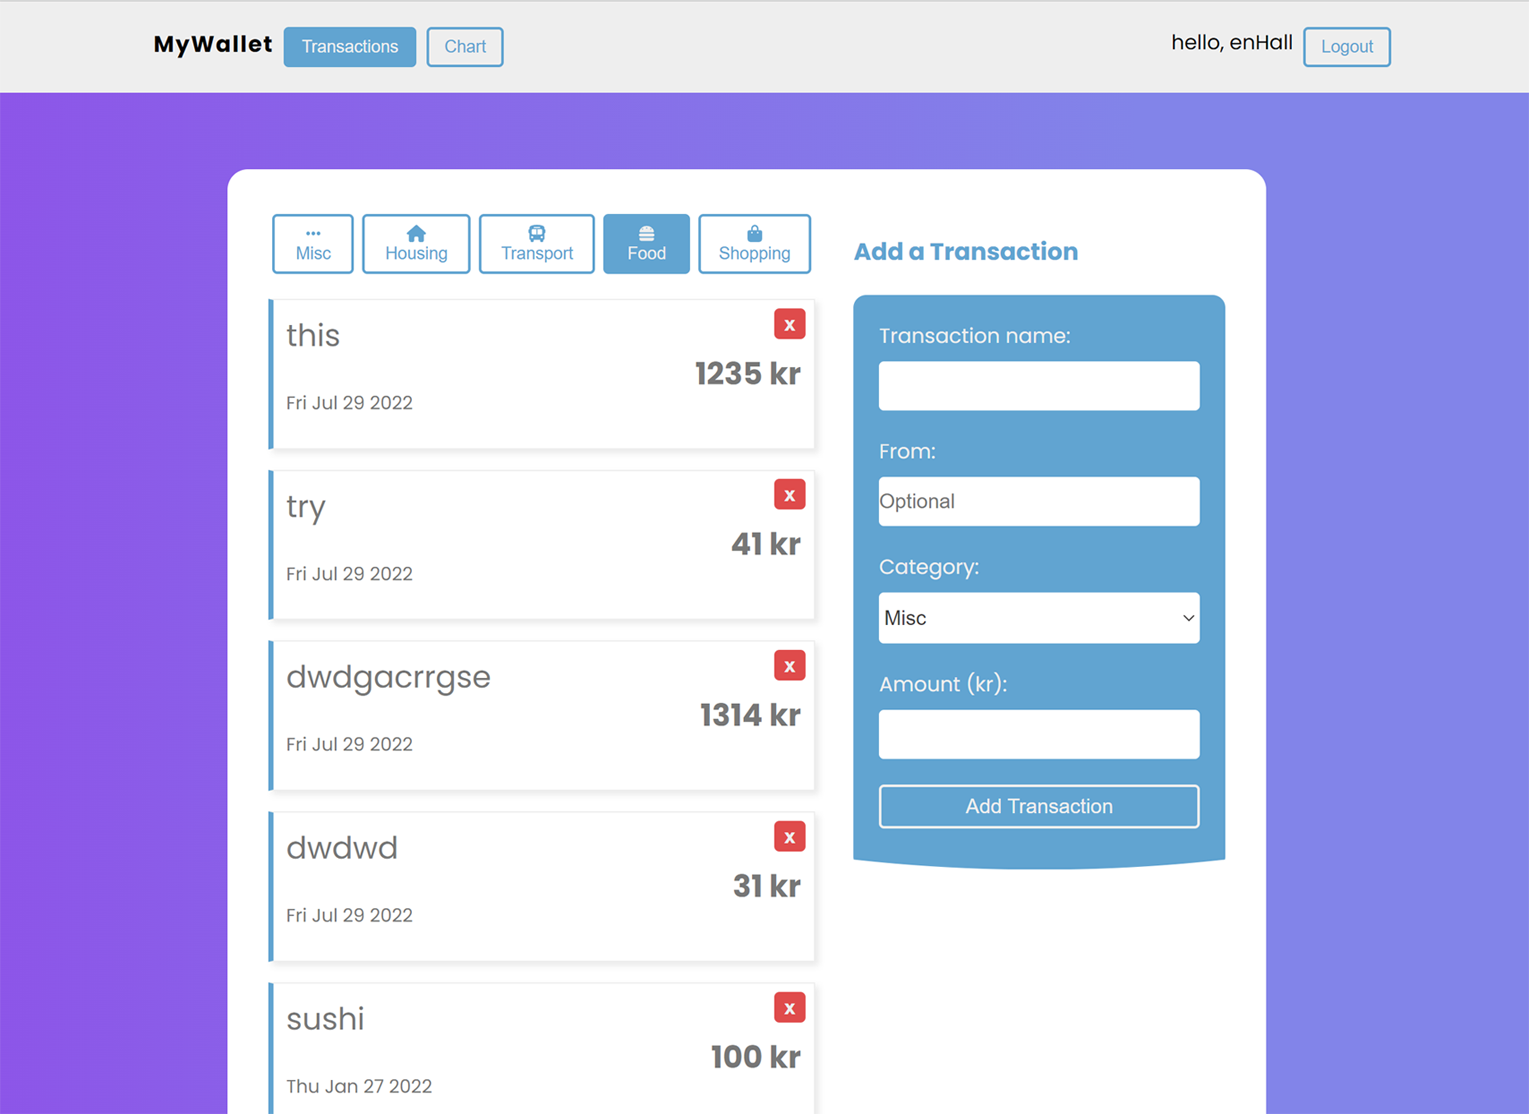 MyWallet Transactions Chart hello, enHall Logout
Misc Housing Transport Food Shopping
this
x
1235 kr
Fri Jul 29 2022
try
x
41 kr
Fri Jul 29 2022
dwdgacrrgse
x
1314 kr
Fri Jul 29 2022
dwdwd
x
31 kr
Fri Jul 29 2022
sushi
x
100 kr
Thu Jan 27 2022
Add a Transaction
Transaction name:
From:
Optional
Category:
Misc
Amount (kr):
Add Transaction